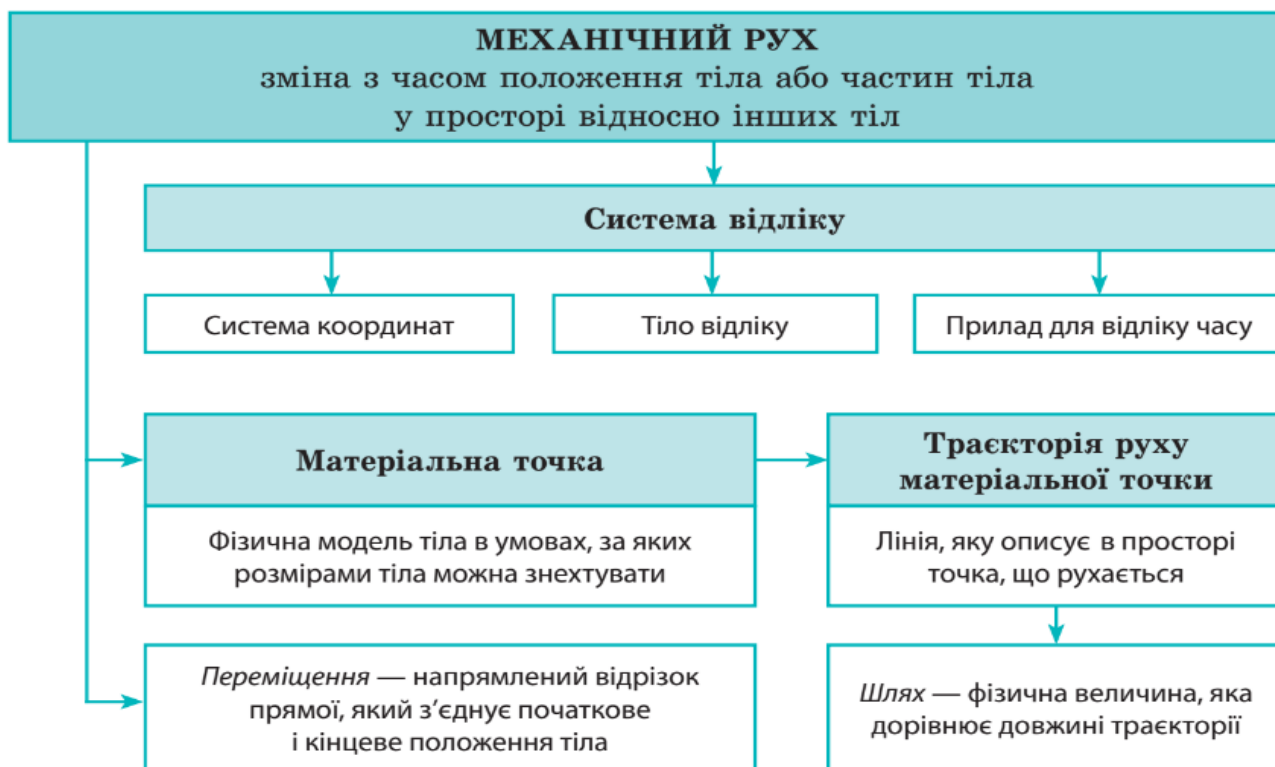 МЕХАНІЧНИЙ РУХ
зміна з часом положення тіла або частин тіла
у просторі відносно інших тіл
Система відліку
Система координат
Тіло відліку
Прилад для відліку часу
Матеріальна точка
Фізична модель тіла в умовах, за яких
розмірами тіла можна знехтувати
Траєкторія руху
матеріальної точки
Лінія, яку описує в просторі
точка, що рухається
Переміщення — напрямлений відрізок
прямої, який з’єднує початкове
і кінцеве положення тіла
Шлях — фізична величина, яка
дорівнює довжині траєкторії